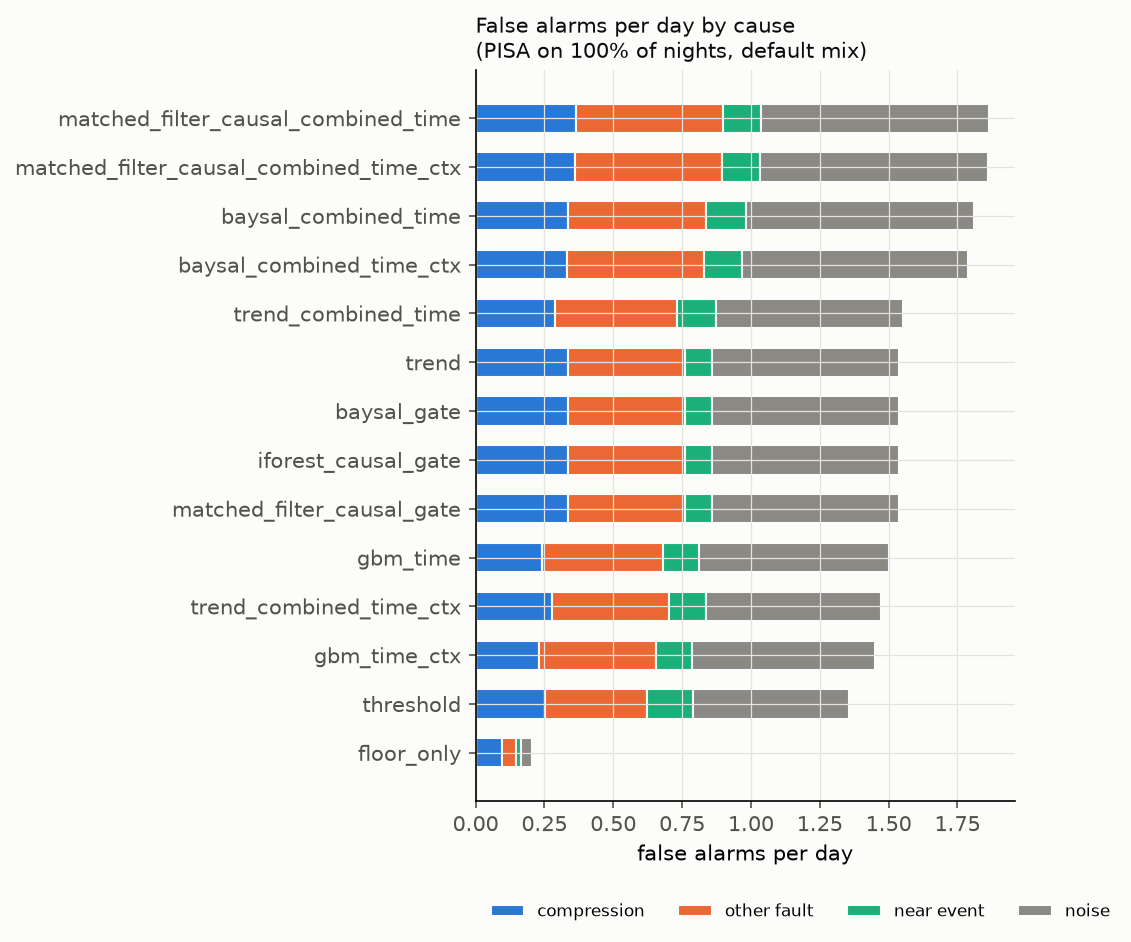 False alarms per day by cause
(PISA on 100% of nights, default mix)
matched_filter_causal_combined_time
matched_filter_causal_combined_time_ctx
baysal_combined_time
baysal_combined_time_ctx
trend_combined_time
trend
baysal_gate
iforest_causal_gate
matched_filter_causal_gate
gbm_time
trend_combined_time_ctx
gbm_time_ctx
threshold
floor_only
0.00 0.25 0.50 0.75 1.00 1.25 1.50 1.75
false alarms per day
compression other fault near event noise